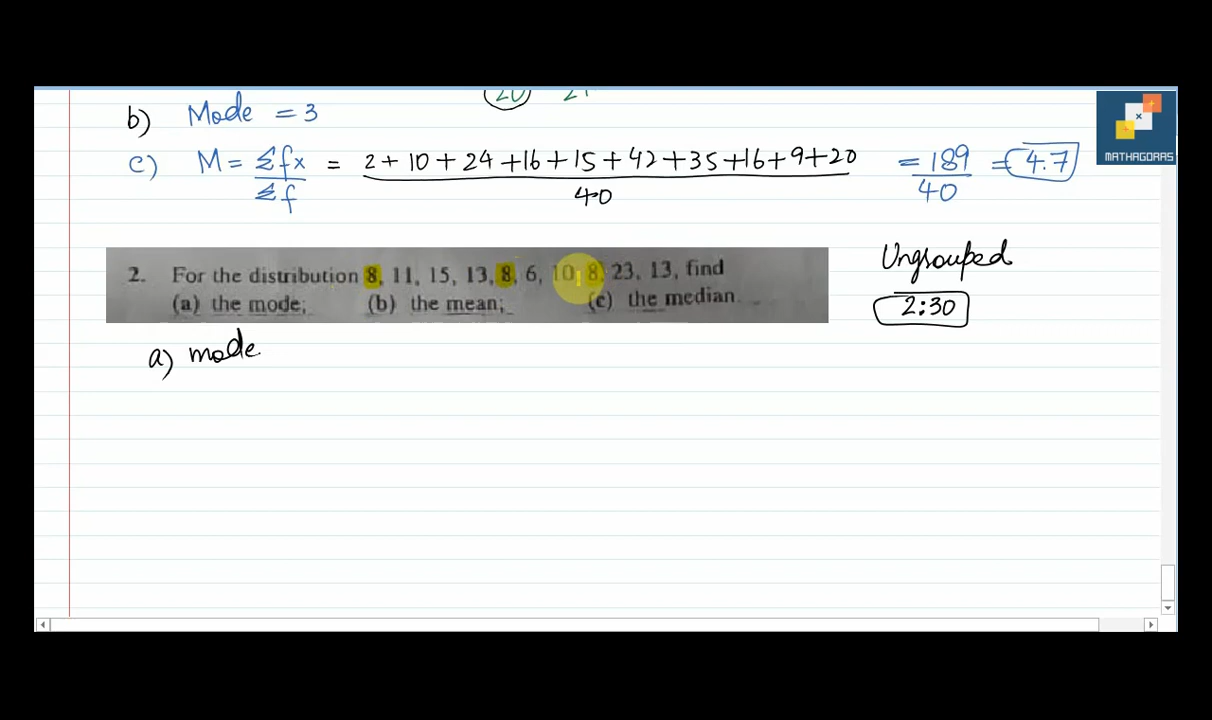 b) Mode = 3
c) M = Σfx / Σf = 2 + 10 + 24 + 16 + 15 + 42 + 35 + 16 + 9 + 20 / 40 = 189 / 40 = 4.7
MATHAGORAS
2. For the distribution 8, 11, 15, 13, 8, 6, 10, 8, 23, 13, find
(a) the mode; (b) the mean; (c) the median.
Ungrouped
2:30
a) mode